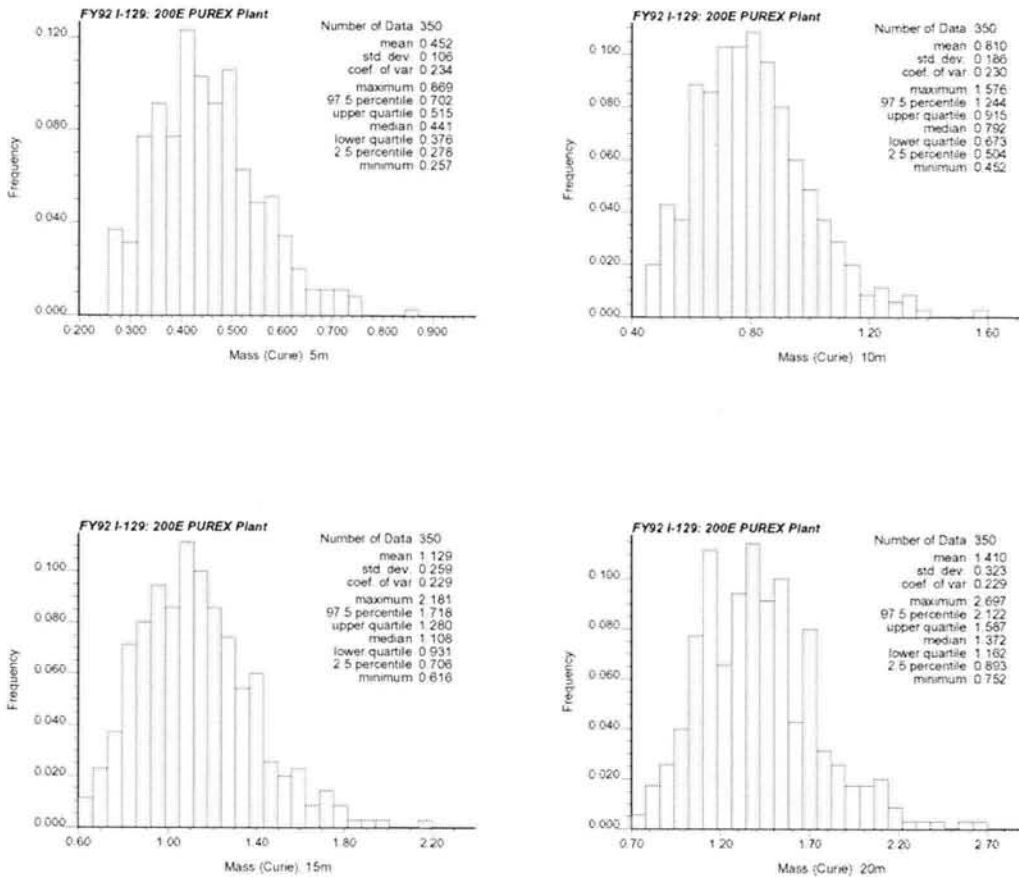 FY92 I-129: 200E PUREX Plant
Number of Data 350
mean 0.452
std. dev. 0.106
coef. of var 0.234
maximum 0.869
97.5 percentile 0.702
upper quartile 0.515
median 0.441
lower quartile 0.376
2.5 percentile 0.278
minimum 0.257
Frequency
0.120
0.080
0.040
0.000
0.200 0.300 0.400 0.500 0.600 0.700 0.800 0.900
Mass (Curie) 5m
FY92 I-129: 200E PUREX Plant
Number of Data 350
mean 0.810
std. dev. 0.186
coef. of var 0.230
maximum 1.576
97.5 percentile 1.244
upper quartile 0.915
median 0.792
lower quartile 0.673
2.5 percentile 0.504
minimum 0.452
Frequency
0.100
0.080
0.060
0.040
0.020
0.000
0.40 0.80 1.20 1.60
Mass (Curie) 10m
FY92 I-129: 200E PUREX Plant
Number of Data 350
mean 1.129
std. dev. 0.259
coef. of var 0.229
maximum 2.181
97.5 percentile 1.718
upper quartile 1.280
median 1.108
lower quartile 0.931
2.5 percentile 0.706
minimum 0.616
Frequency
0.100
0.080
0.060
0.040
0.020
0.000
0.60 1.00 1.40 1.80 2.20
Mass (Curie) 15m
FY92 I-129: 200E PUREX Plant
Number of Data 350
mean 1.410
std. dev. 0.323
coef. of var 0.229
maximum 2.697
97.5 percentile 2.122
upper quartile 1.587
median 1.372
lower quartile 1.162
2.5 percentile 0.893
minimum 0.752
Frequency
0.100
0.080
0.060
0.040
0.020
0.000
0.70 1.20 1.70 2.20 2.70
Mass (Curie) 20m